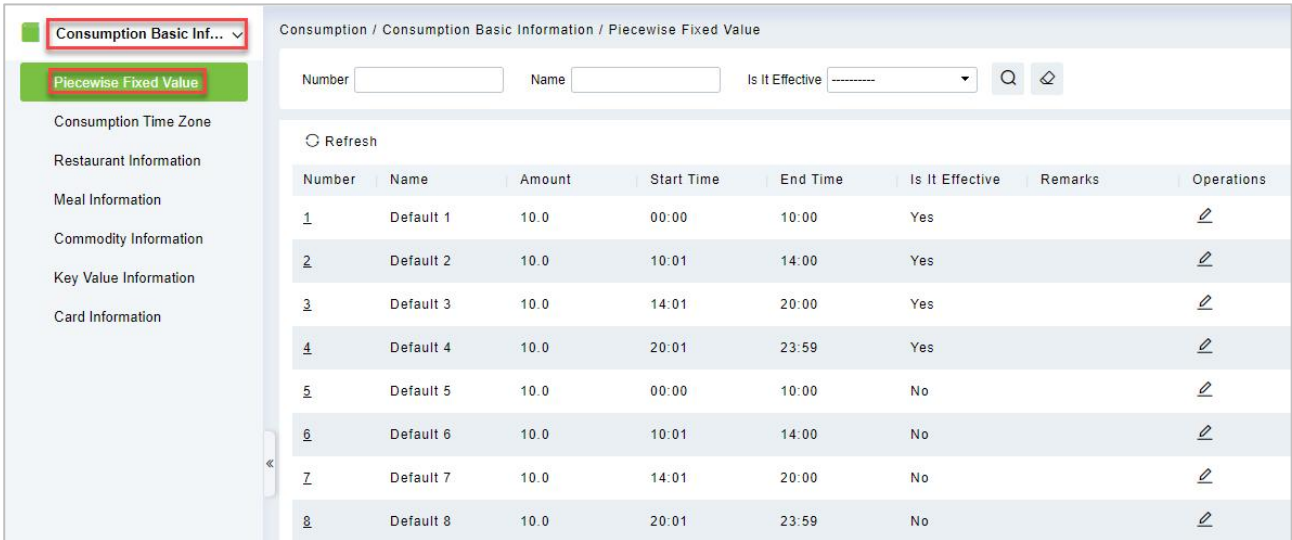 Consumption Basic Inf...
Piecewise Fixed Value
Consumption Time Zone
Restaurant Information
Meal Information
Commodity Information
Key Value Information
Card Information
Consumption / Consumption Basic Information / Piecewise Fixed Value
Number Name Is It Effective ----------
Refresh
Number Name Amount Start Time End Time Is It Effective Remarks Operations
1 Default 1 10.0 00:00 10:00 Yes
2 Default 2 10.0 10:01 14:00 Yes
3 Default 3 10.0 14:01 20:00 Yes
4 Default 4 10.0 20:01 23:59 Yes
5 Default 5 10.0 00:00 10:00 No
6 Default 6 10.0 10:01 14:00 No
7 Default 7 10.0 14:01 20:00 No
8 Default 8 10.0 20:01 23:59 No